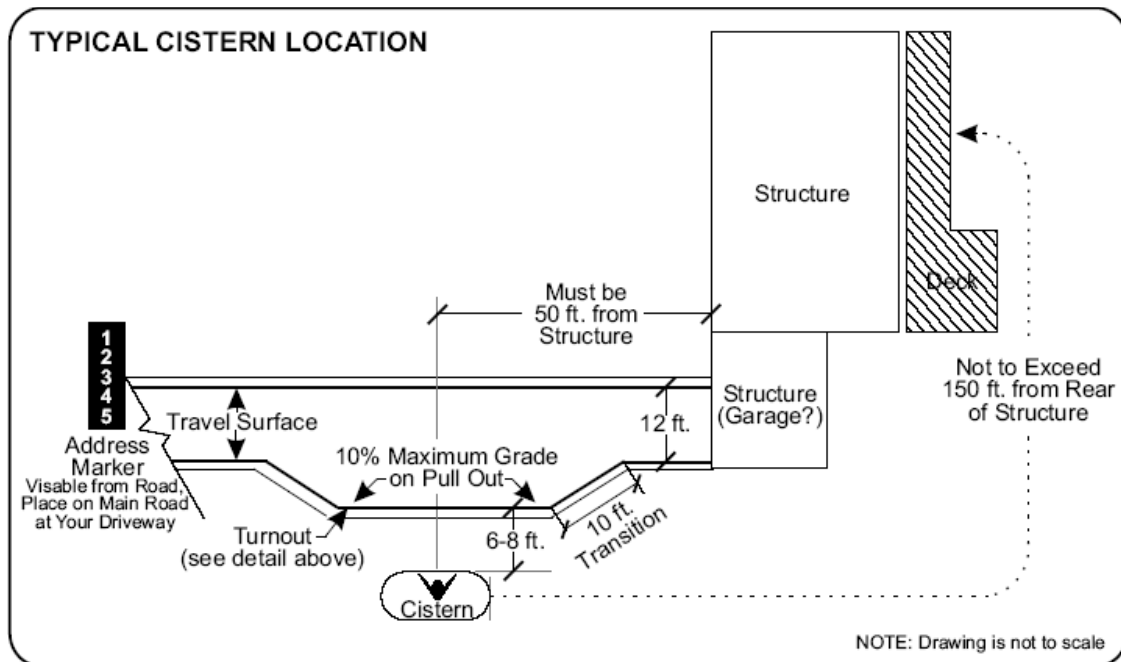 TYPICAL CISTERN LOCATION
Structure
Deck
Must be
50 ft. from
Structure
1
2
3
4
5
Address
Marker
Visable from Road,
Place on Main Road
at Your Driveway
Travel Surface
12 ft.
Structure
(Garage?)
Not to Exceed
150 ft. from Rear
of Structure
10% Maximum Grade
on Pull Out
Turnout
(see detail above)
6-8 ft.
10 ft.
Transition
Cistern
NOTE: Drawing is not to scale